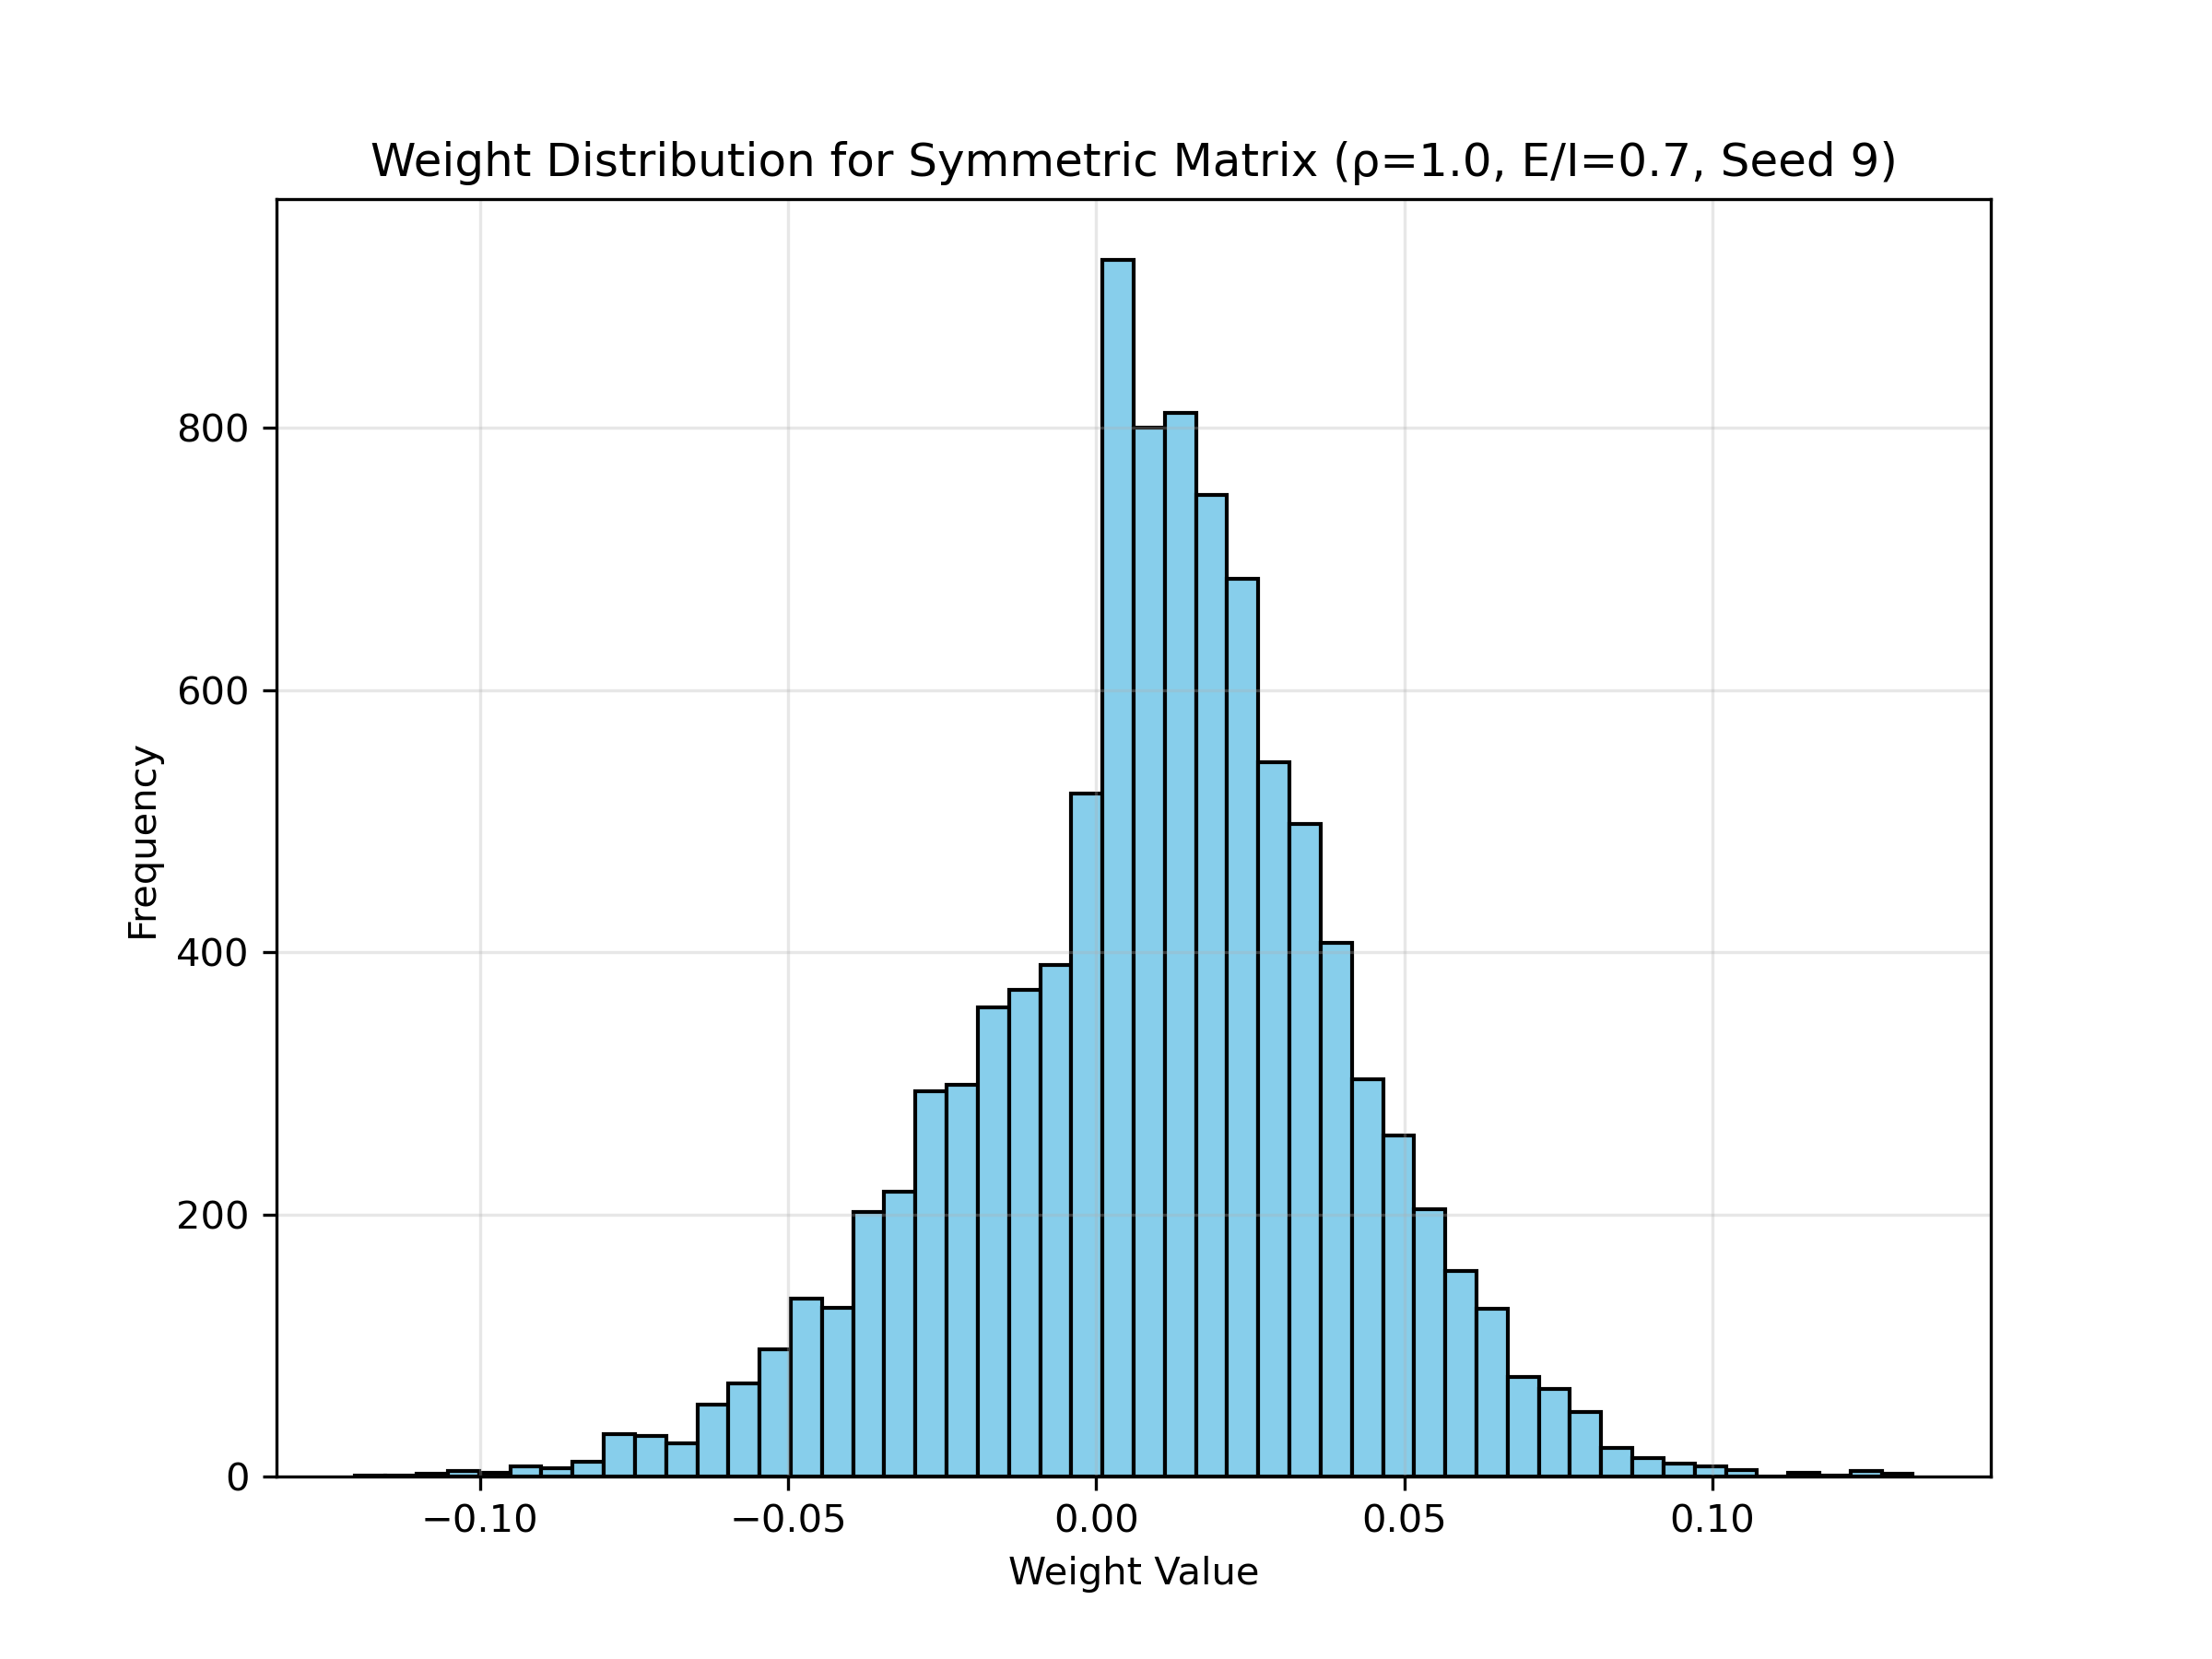 Weight Distribution for Symmetric Matrix (ρ=1.0, E/I=0.7, Seed 9)
Frequency
800
600
400
200
0
−0.10 −0.05 0.00 0.05 0.10
Weight Value